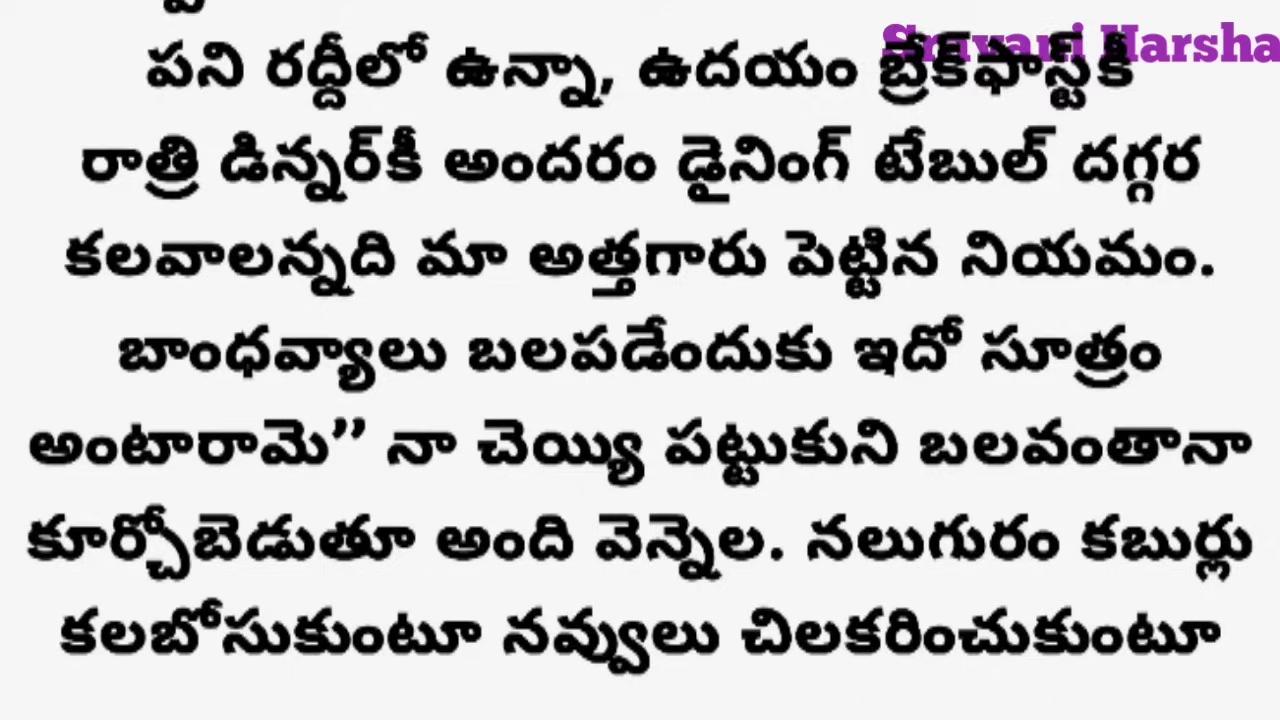 Srivani Harsha
పని రద్దీలో ఉన్నా, ఉదయం బ్రేక్‌ఫాస్ట్‌కీ
రాత్రి డిన్నర్‌కీ అందరం డైనింగ్ టేబుల్ దగ్గర
కలవాలన్నది మా అత్తగారు పెట్టిన నియమం.
బాంధవ్యాలు బలపడేందుకు ఇదో సూత్రం
అంటారామె’’ నా చెయ్యి పట్టుకుని బలవంతానా
కూర్చోబెడుతూ అంది వెన్నెల. నలుగురం కబుర్లు
కలబోసుకుంటూ నవ్వులు చిలకరించుకుంటూ